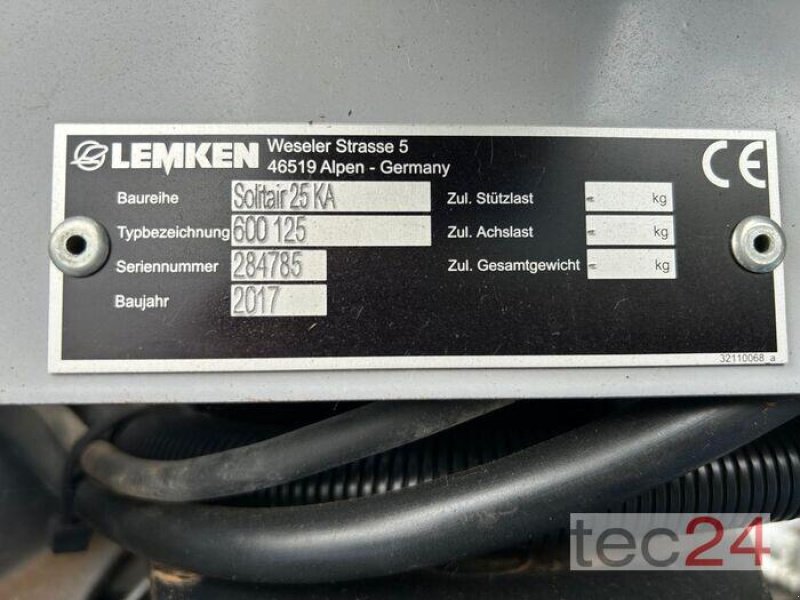 LEMKEN
Weseler Strasse 5
46519 Alpen - Germany
CE
Baureihe Solitair 25 KA
Typbezeichnung 600 125
Seriennummer 284785
Baujahr 2017
Zul. Stützlast - kg
Zul. Achslast - kg
Zul. Gesamtgewicht - kg
32110068_a
tec24